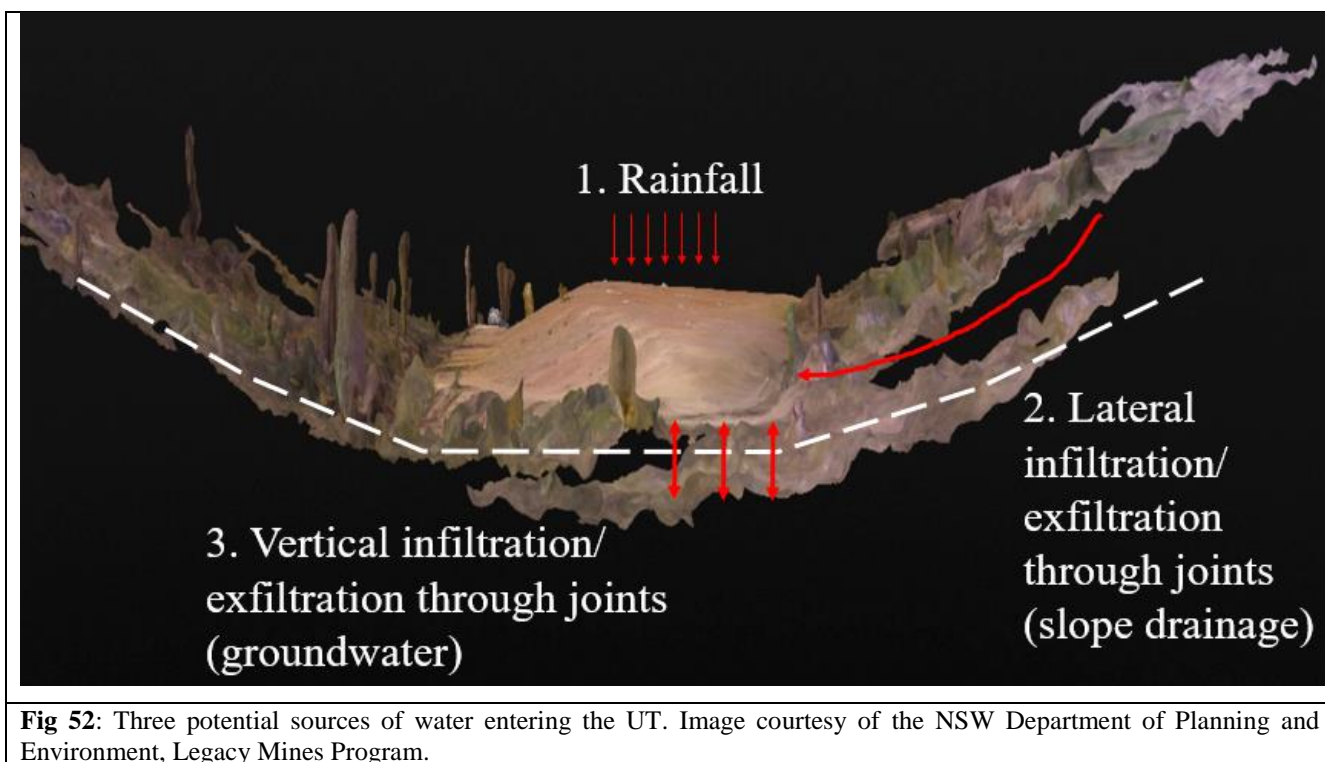 1. Rainfall
2. Lateral
infiltration/
exfiltration
through joints
(slope drainage)
3. Vertical infiltration/
exfiltration through joints
(groundwater)
Fig 52: Three potential sources of water entering the UT. Image courtesy of the NSW Department of Planning and
Environment, Legacy Mines Program.